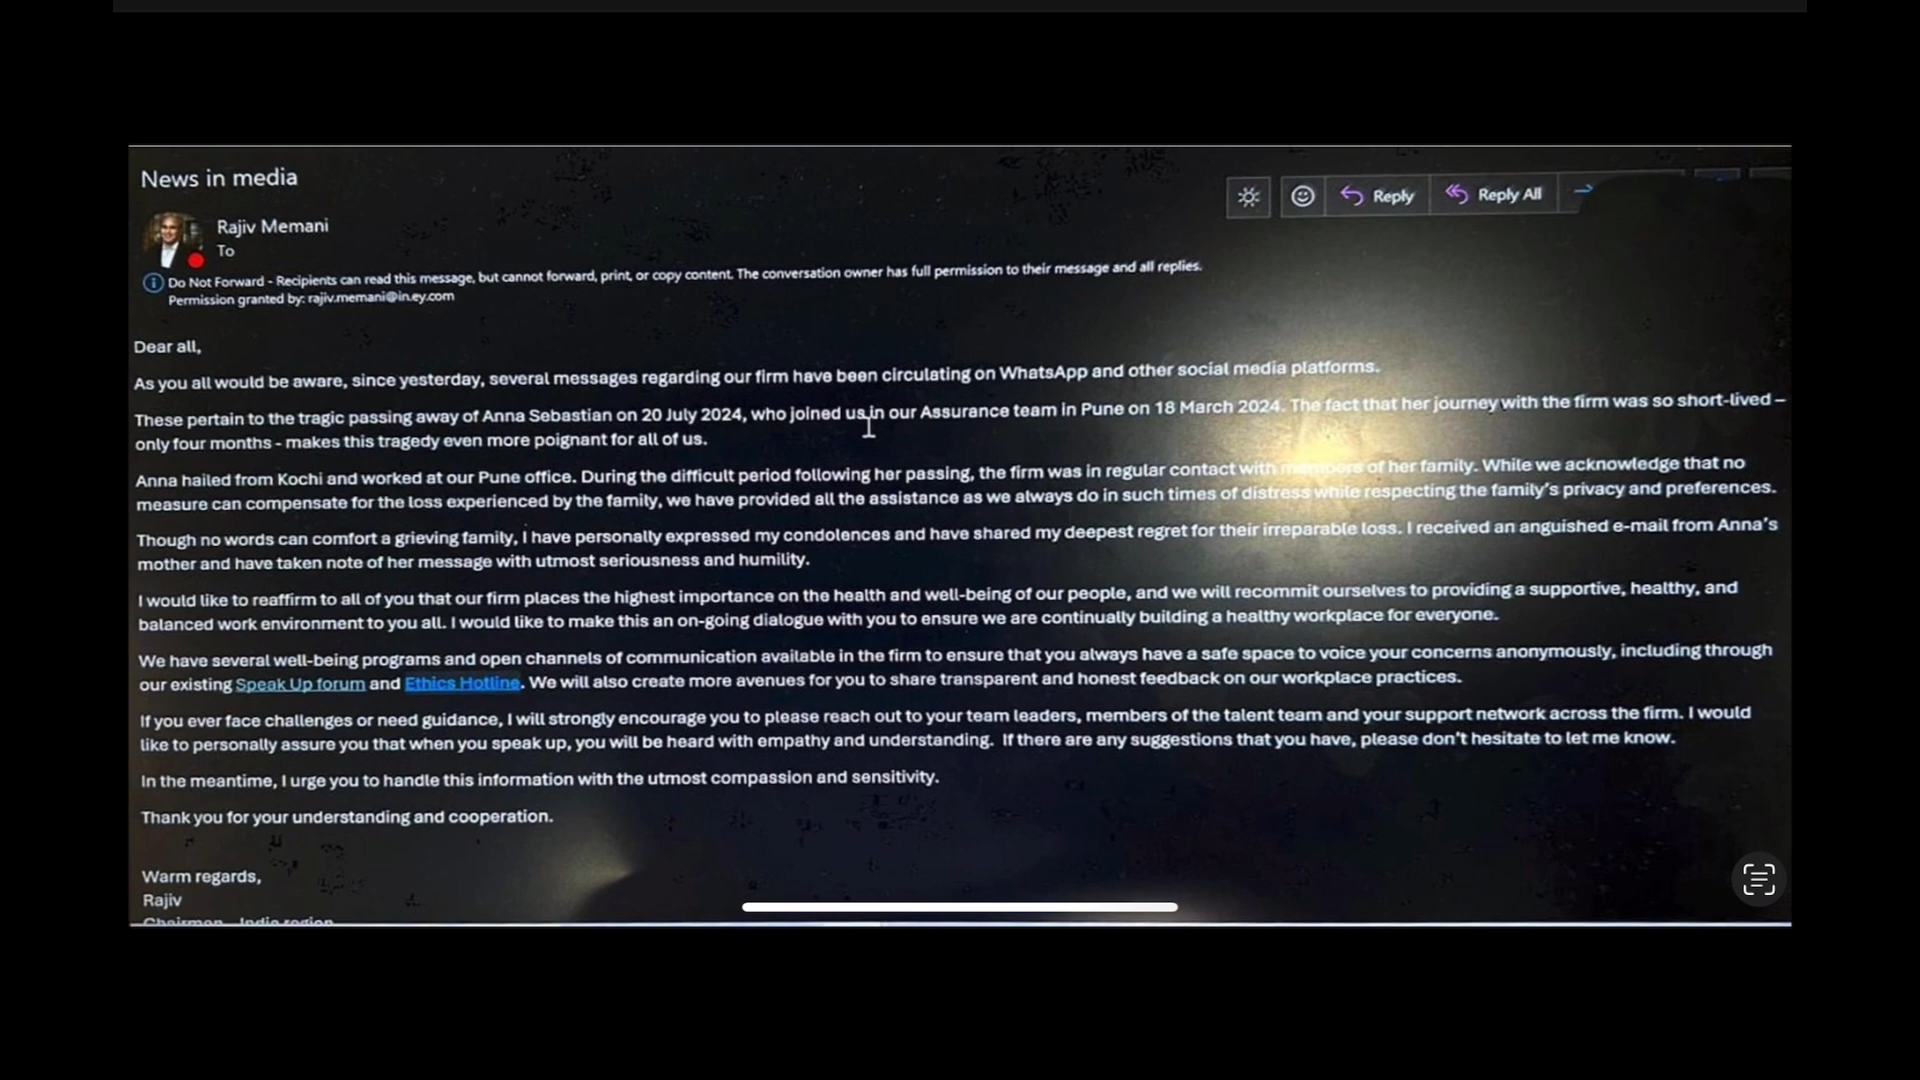 News in media
Reply
Reply All
Rajiv Memani
To
Do Not Forward - Recipients can read this message, but cannot forward, print, or copy content. The conversation owner has full permission to their message and all replies.
Permission granted by: rajiv.memani@in.ey.com
Dear all,
As you all would be aware, since yesterday, several messages regarding our firm have been circulating on WhatsApp and other social media platforms.
These pertain to the tragic passing away of Anna Sebastian on 20 July 2024, who joined us in our Assurance team in Pune on 18 March 2024. The fact that her journey with the firm was so short-lived –
only four months - makes this tragedy even more poignant for all of us.
Anna hailed from Kochi and worked at our Pune office. During the difficult period following her passing, the firm was in regular contact with members of her family. While we acknowledge that no
measure can compensate for the loss experienced by the family, we have provided all the assistance as we always do in such times of distress while respecting the family's privacy and preferences.
Though no words can comfort a grieving family, I have personally expressed my condolences and have shared my deepest regret for their irreparable loss. I received an anguished e-mail from Anna's
mother and have taken note of her message with utmost seriousness and humility.
I would like to reaffirm to all of you that our firm places the highest importance on the health and well-being of our people, and we will recommit ourselves to providing a supportive, healthy, and
balanced work environment to you all. I would like to make this an on-going dialogue with you to ensure we are continually building a healthy workplace for everyone.
We have several well-being programs and open channels of communication available in the firm to ensure that you always have a safe space to voice your concerns anonymously, including through
our existing Speak Up forum and Ethics Hotline. We will also create more avenues for you to share transparent and honest feedback on our workplace practices.
If you ever face challenges or need guidance, I will strongly encourage you to please reach out to your team leaders, members of the talent team and your support network across the firm. I would
like to personally assure you that when you speak up, you will be heard with empathy and understanding. If there are any suggestions that you have, please don't hesitate to let me know.
In the meantime, I urge you to handle this information with the utmost compassion and sensitivity.
Thank you for your understanding and cooperation.
Warm regards,
Rajiv
Chairman - India region